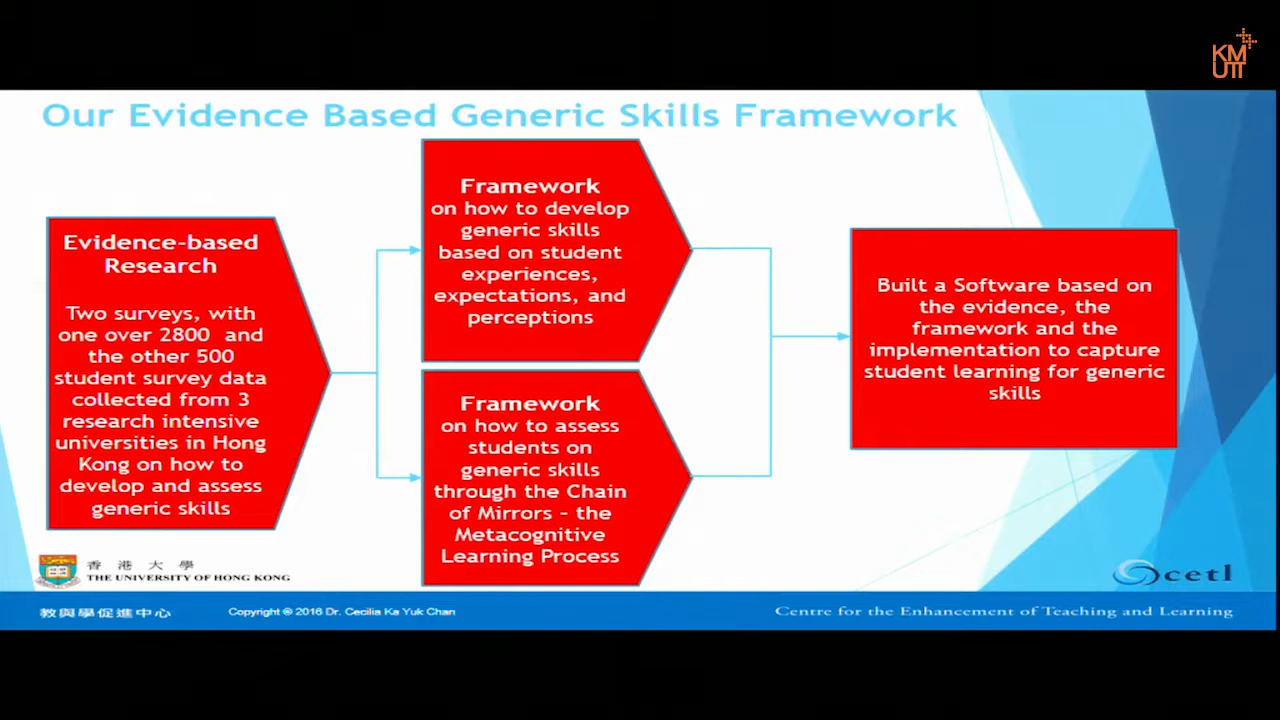 KM
UTT
Our Evidence Based Generic Skills Framework
Evidence-based
Research
Two surveys, with
one over 2800 and
the other 500
student survey data
collected from 3
research intensive
universities in Hong
Kong on how to
develop and assess
generic skills
Framework
on how to develop
generic skills
based on student
experiences,
expectations, and
perceptions
Framework
on how to assess
students on
generic skills
through the Chain
of Mirrors - the
Metacognitive
Learning Process
Built a Software based on
the evidence, the
framework and the
implementation to capture
student learning for generic
skills
香港大學
THE UNIVERSITY OF HONG KONG
cetl
教與學促進中心
Copyright © 2016 Dr. Cecilia Ka Yuk Chan
Centre for the Enhancement of Teaching and Learning